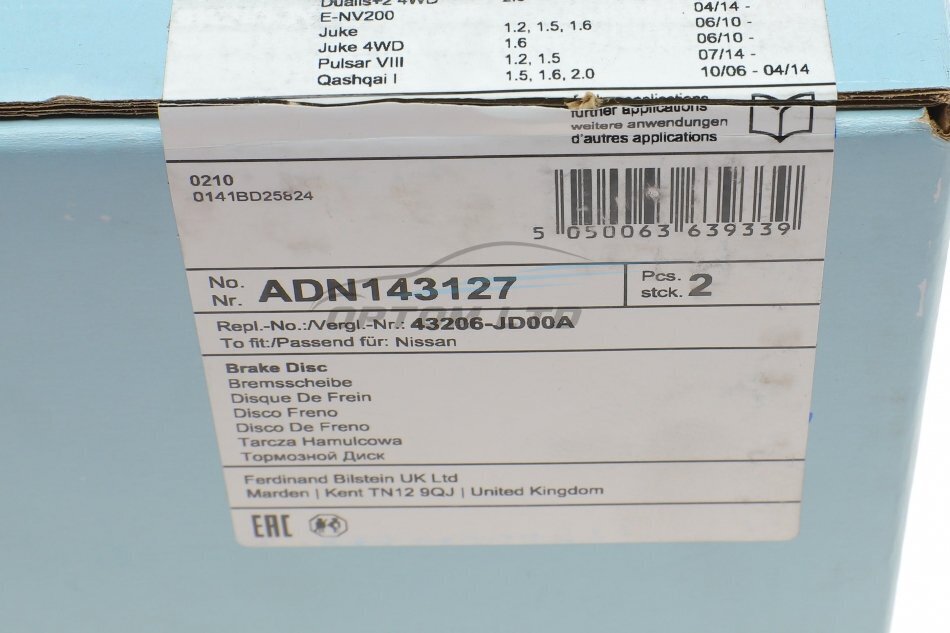 Dualis+2 4WD
04/14 -
E-NV200
06/10 -
Juke 1.2, 1.5, 1.6
06/10 -
Juke 4WD 1.6
07/14 -
Pulsar VIII 1.2, 1.5
Qashqai I 1.5, 1.6, 2.0 10/06 - 04/14
further applications
weitere anwendungen
d'autres applications
0210
0141BD25824
5 050063 639339
No. Nr. ADN143127 Pcs. stck. 2
ORTOM LTD
Repl.-No.:/Vergl.-Nr.: 43206-JD00A
To fit:/Passend für: Nissan
Brake Disc
Bremsscheibe
Disque De Frein
Disco Freno
Disco De Freno
Tarcza Hamulcowa
Тормозной Диск
Ferdinand Bilstein UK Ltd
Marden | Kent TN12 9QJ | United Kingdom
EAC